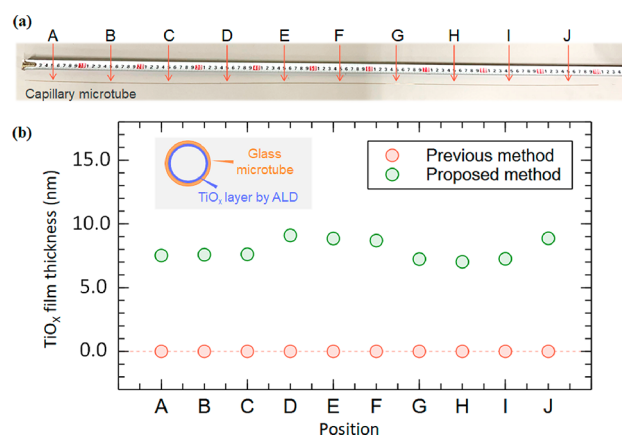 (a)
A B C D E F G H I J
Capillary microtube
(b)
Glass
microtube
TiOx layer by ALD
Previous method
Proposed method
TiOX film thickness (nm)
15.0
10.0
5.0
0.0
A B C D E F G H I J
Position